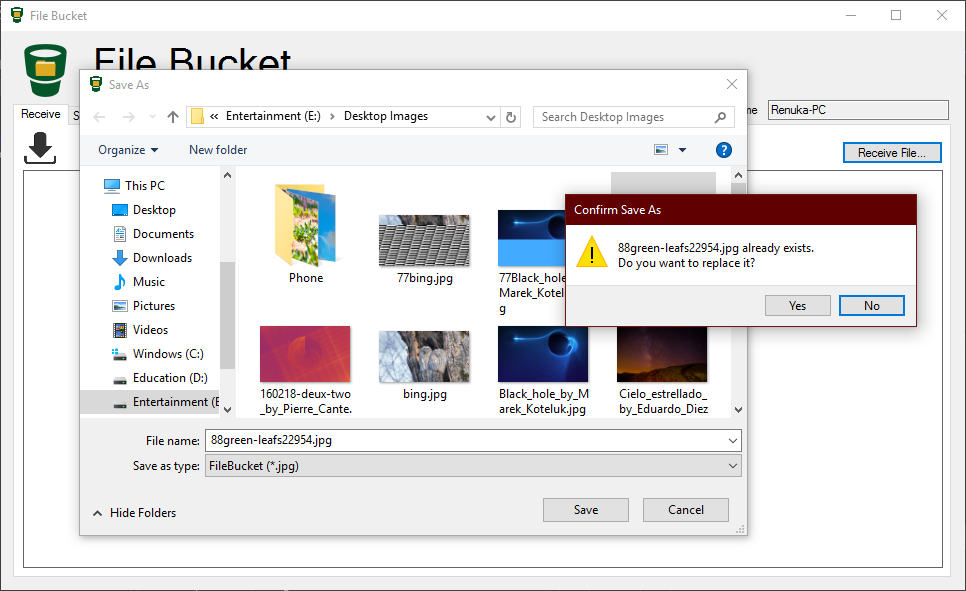 File Bucket
File Bucket
Save As
Receive
Renuka-PC
« Entertainment (E:) > Desktop Images
Search Desktop Images
Organize
New folder
?
Receive File...
This PC
Desktop
Documents
Downloads
Music
Pictures
Videos
Windows (C:)
Education (D:)
Entertainment (E
Phone
77bing.jpg
77Black_hole
Marek_Kotel
g
160218-deux-two
_by_Pierre_Cante.
bing.jpg
Black_hole_by_M
arek_Koteluk.jpg
Cielo_estrellado_
by_Eduardo_Diez
Confirm Save As
88green-leafs22954.jpg already exists.
Do you want to replace it?
Yes
No
File name:
88green-leafs22954.jpg
Save as type:
FileBucket (*.jpg)
Hide Folders
Save
Cancel